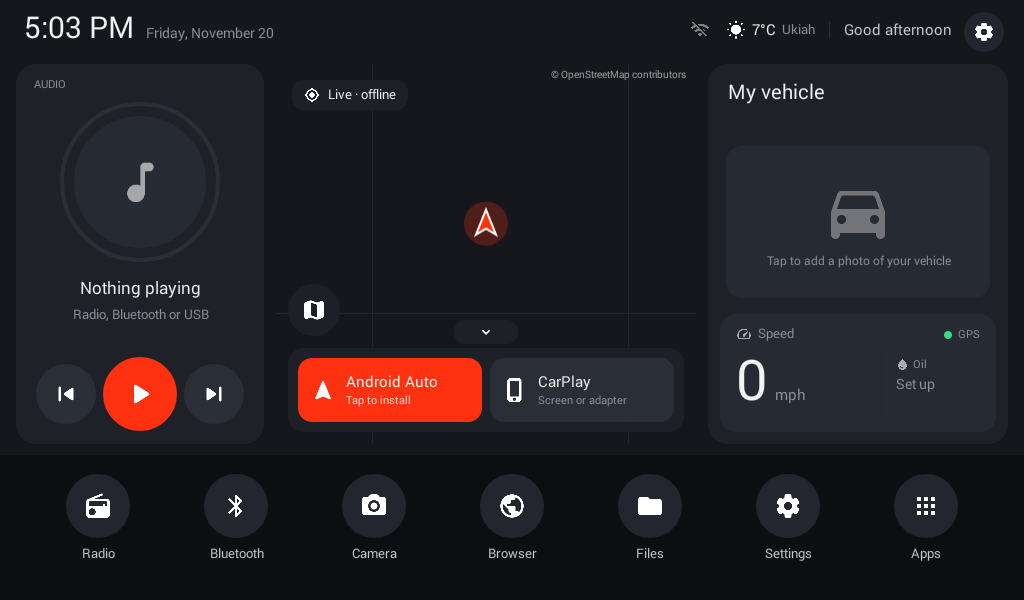 5:03 PM Friday, November 20
7°C Ukiah
Good afternoon
AUDIO
Nothing playing
Radio, Bluetooth or USB
Live · offline
© OpenStreetMap contributors
Android Auto
Tap to install
CarPlay
Screen or adapter
My vehicle
Tap to add a photo of your vehicle
Speed
GPS
0 mph
Oil
Set up
Radio
Bluetooth
Camera
Browser
Files
Settings
Apps